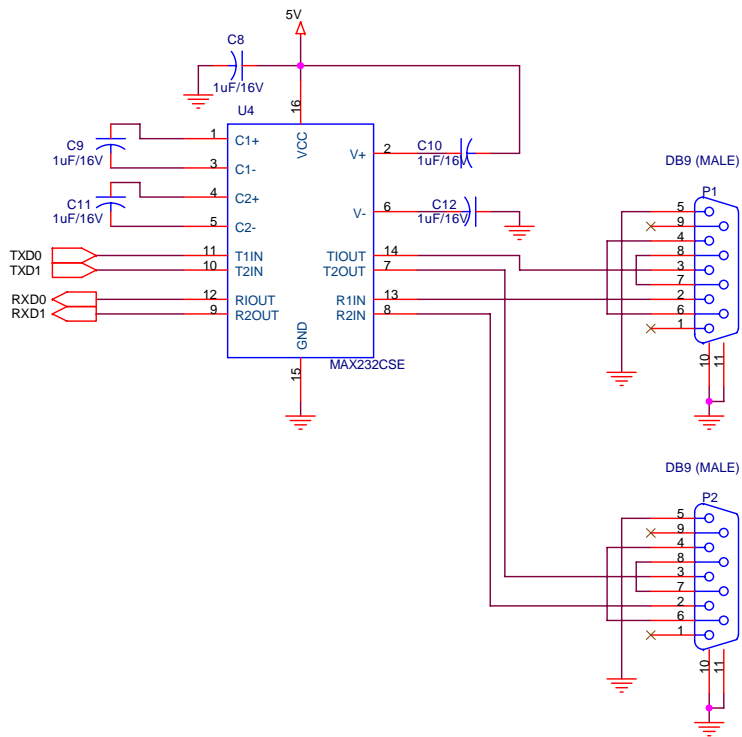 5V
C8
1uF/16V
U4
16
VCC
1
C1+
C9
1uF/16V
3
C1-
V+
2
C10
1uF/16V
4
C2+
C11
1uF/16V
5
C2-
V-
6
C12
1uF/16V
TXD0
11
T1IN
TIOUT
14
TXD1
10
T2IN
T2OUT
7
RXD0
12
RIOUT
R1IN
13
RXD1
9
R2OUT
R2IN
8
GND
15
MAX232CSE
DB9 (MALE)
P1
5
9
4
8
3
7
2
6
1
10
11
DB9 (MALE)
P2
5
9
4
8
3
7
2
6
1
10
11